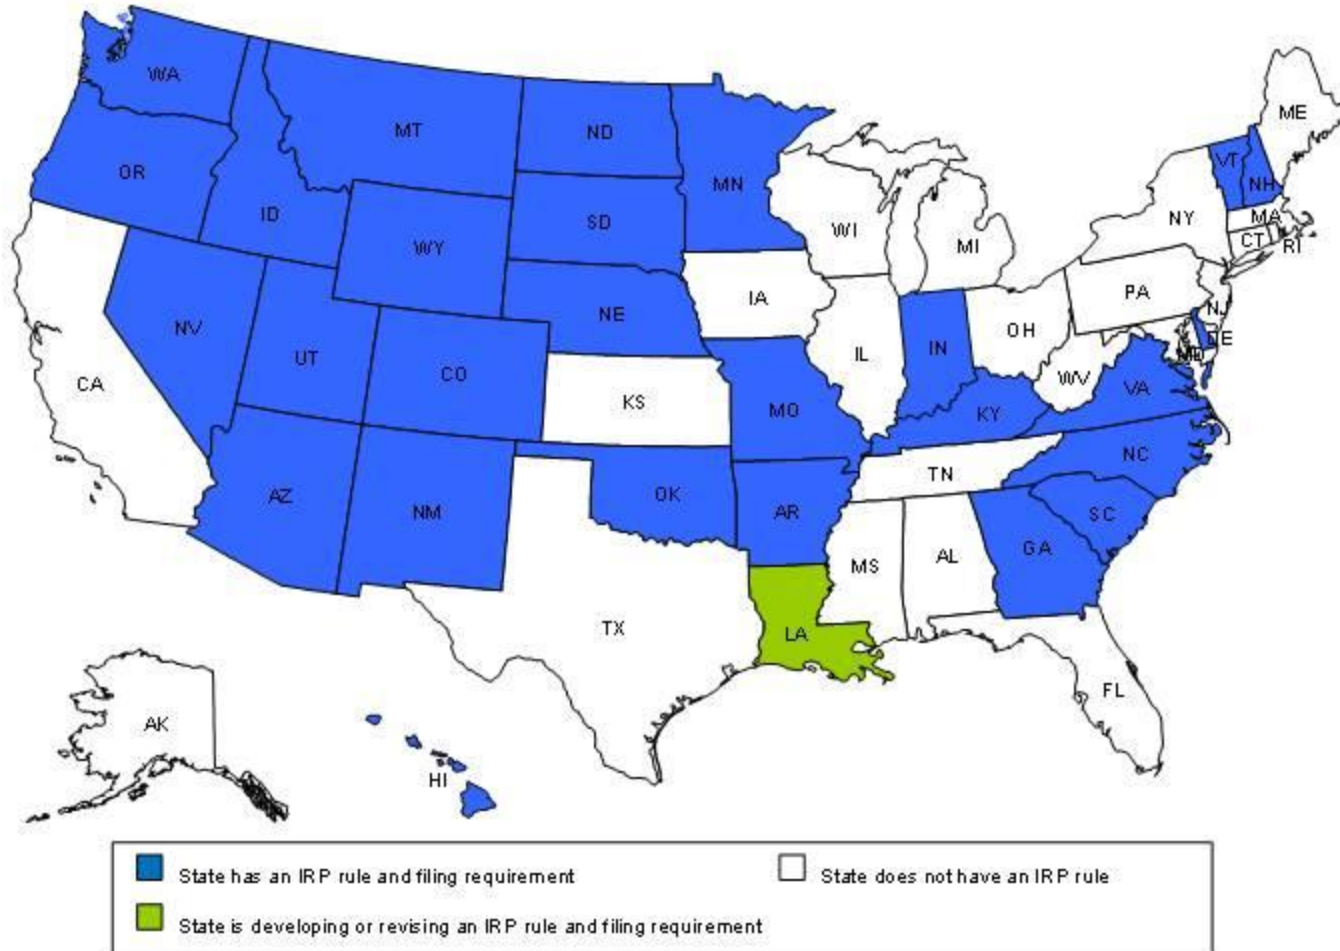 WA
MT
ND
MN
OR
ID
WY
SD
WI
MI
NY
VT
NH
ME
MA
CT
RI
NV
UT
CO
NE
IA
IL
IN
OH
PA
NJ
DE
MD
WV
VA
CA
KS
MO
KY
AZ
NM
OK
AR
TN
NC
SC
TX
LA
MS
AL
GA
FL
AK
HI
State has an IRP rule and filing requirement
State does not have an IRP rule
State is developing or revising an IRP rule and filing requirement